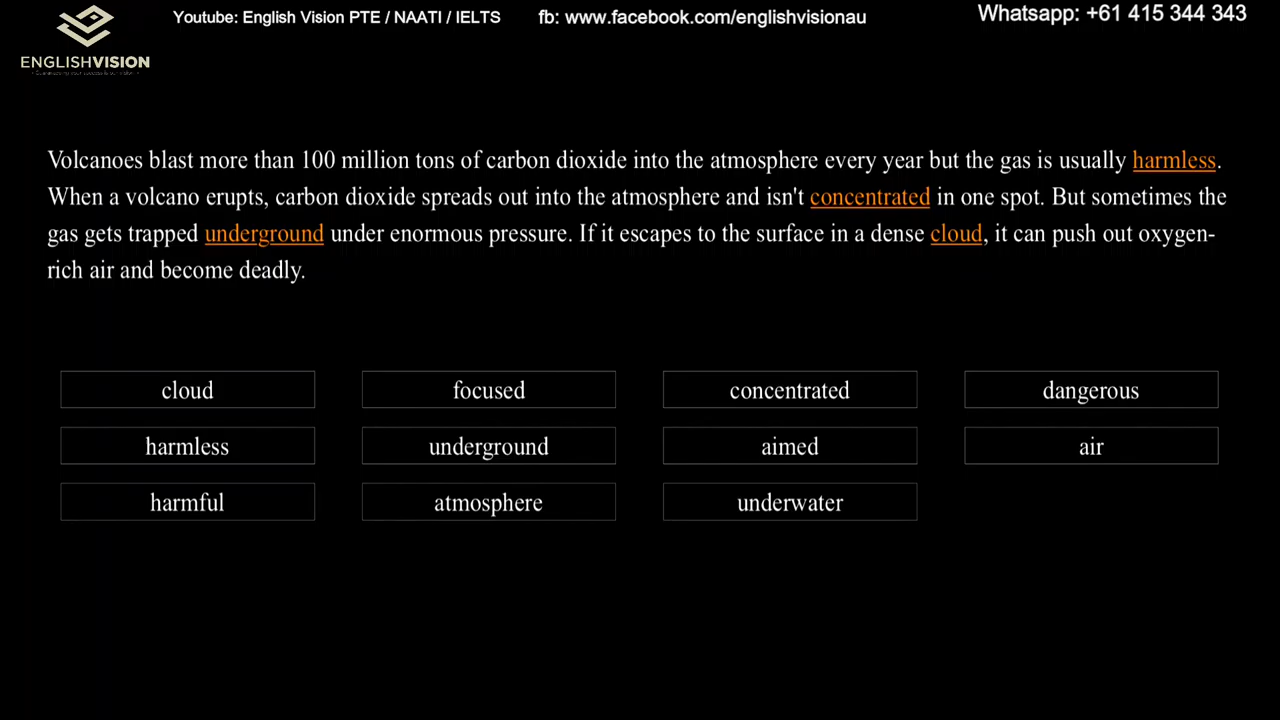 Youtube: English Vision PTE / NAATI / IELTS
fb: www.facebook.com/englishvisionau
Whatsapp: +61 415 344 343
ENGLISHVISION
Volcanoes blast more than 100 million tons of carbon dioxide into the atmosphere every year but the gas is usually harmless.
When a volcano erupts, carbon dioxide spreads out into the atmosphere and isn't concentrated in one spot. But sometimes the
gas gets trapped underground under enormous pressure. If it escapes to the surface in a dense cloud, it can push out oxygen-
rich air and become deadly.
cloud
focused
concentrated
dangerous
harmless
underground
aimed
air
harmful
atmosphere
underwater